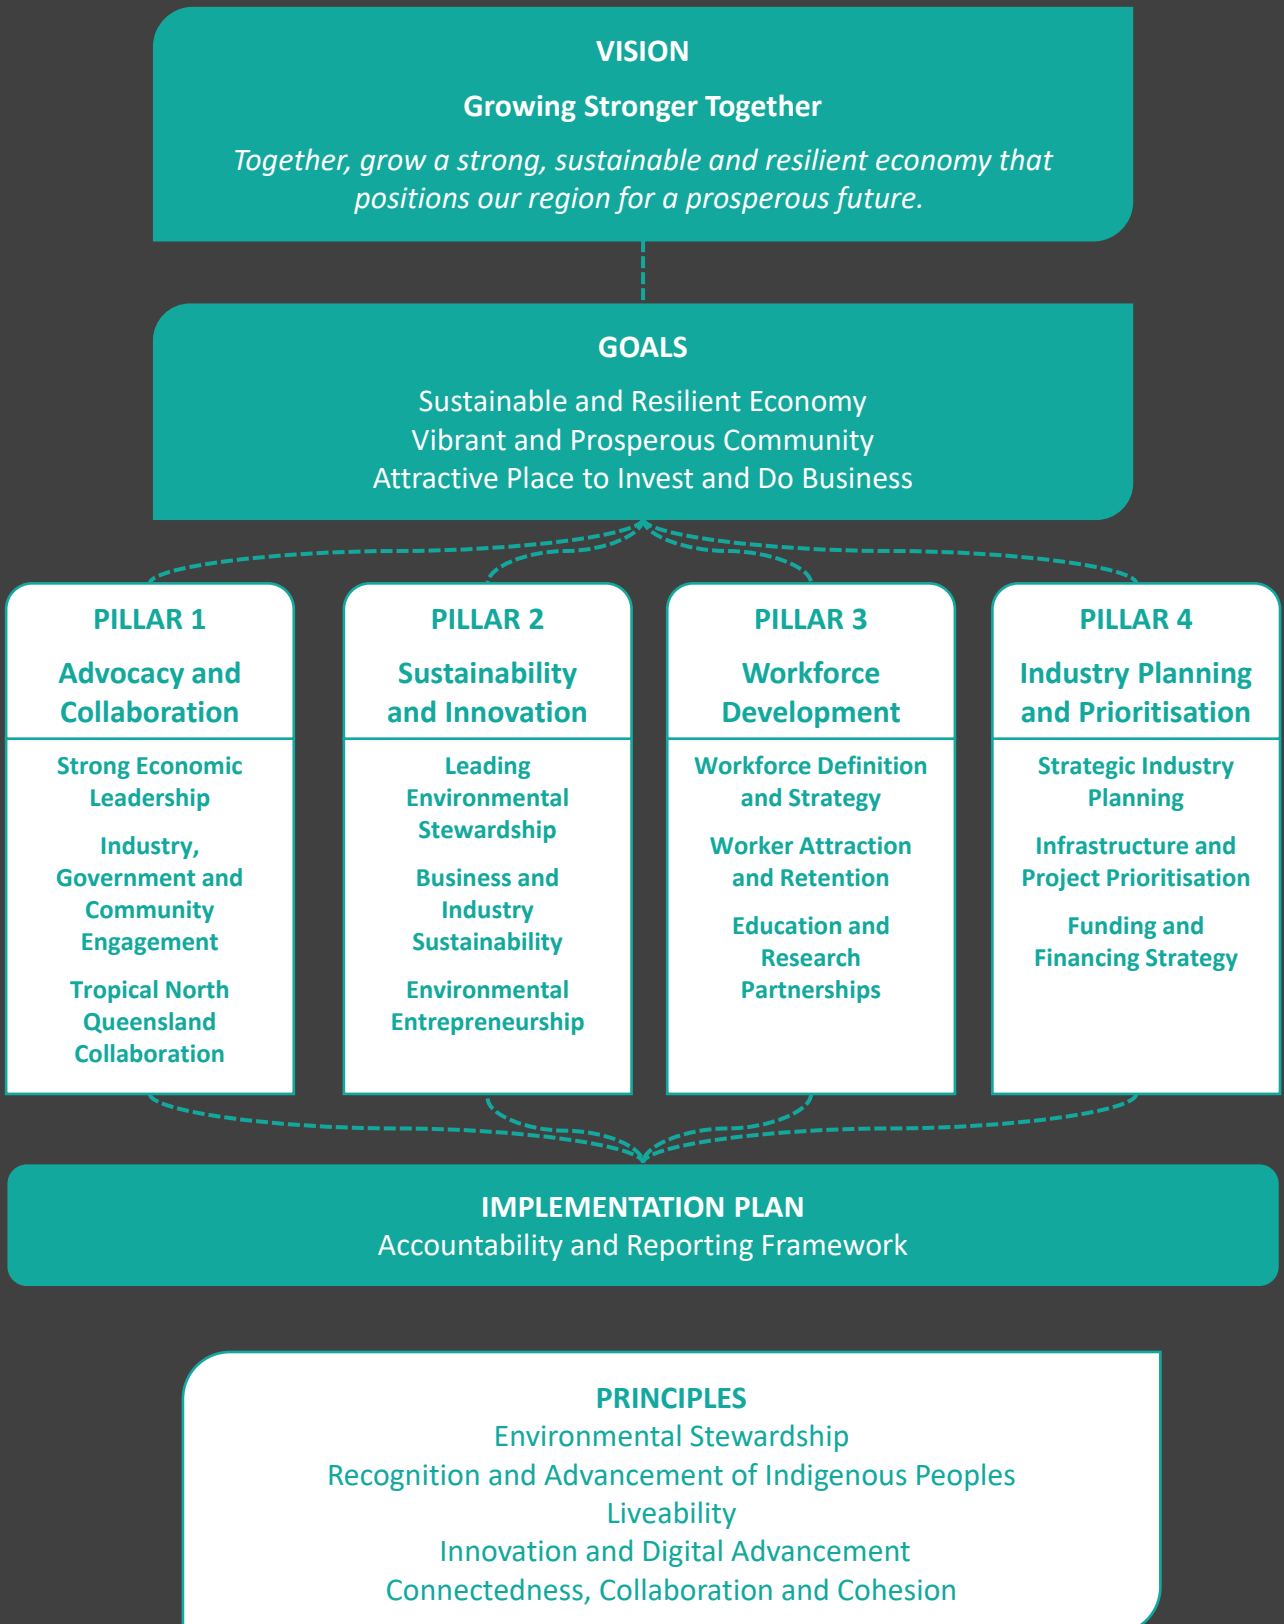 VISION
Growing Stronger Together
Together, grow a strong, sustainable and resilient economy that
positions our region for a prosperous future.
GOALS
Sustainable and Resilient Economy
Vibrant and Prosperous Community
Attractive Place to Invest and Do Business
PILLAR 1
Advocacy and
Collaboration
Strong Economic
Leadership
Industry,
Government and
Community
Engagement
Tropical North
Queensland
Collaboration
PILLAR 2
Sustainability
and Innovation
Leading
Environmental
Stewardship
Business and
Industry
Sustainability
Environmental
Entrepreneurship
PILLAR 3
Workforce
Development
Workforce Definition
and Strategy
Worker Attraction
and Retention
Education and
Research
Partnerships
PILLAR 4
Industry Planning
and Prioritisation
Strategic Industry
Planning
Infrastructure and
Project Prioritisation
Funding and
Financing Strategy
IMPLEMENTATION PLAN
Accountability and Reporting Framework
PRINCIPLES
Environmental Stewardship
Recognition and Advancement of Indigenous Peoples
Liveability
Innovation and Digital Advancement
Connectedness, Collaboration and Cohesion